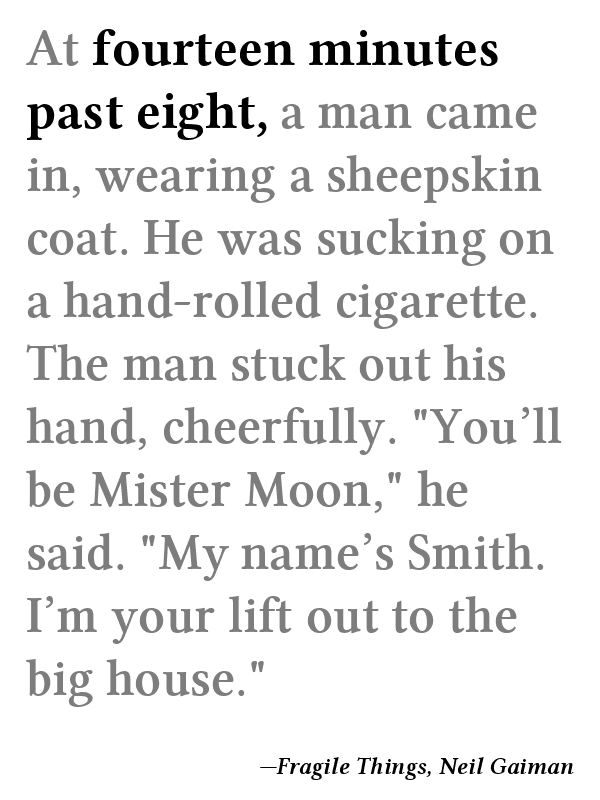 At fourteen minutes
past eight, a man came
in, wearing a sheepskin
coat. He was sucking on
a hand-rolled cigarette.
The man stuck out his
hand, cheerfully. "You’ll
be Mister Moon," he
said. "My name’s Smith.
I’m your lift out to the
big house."
—Fragile Things, Neil Gaiman